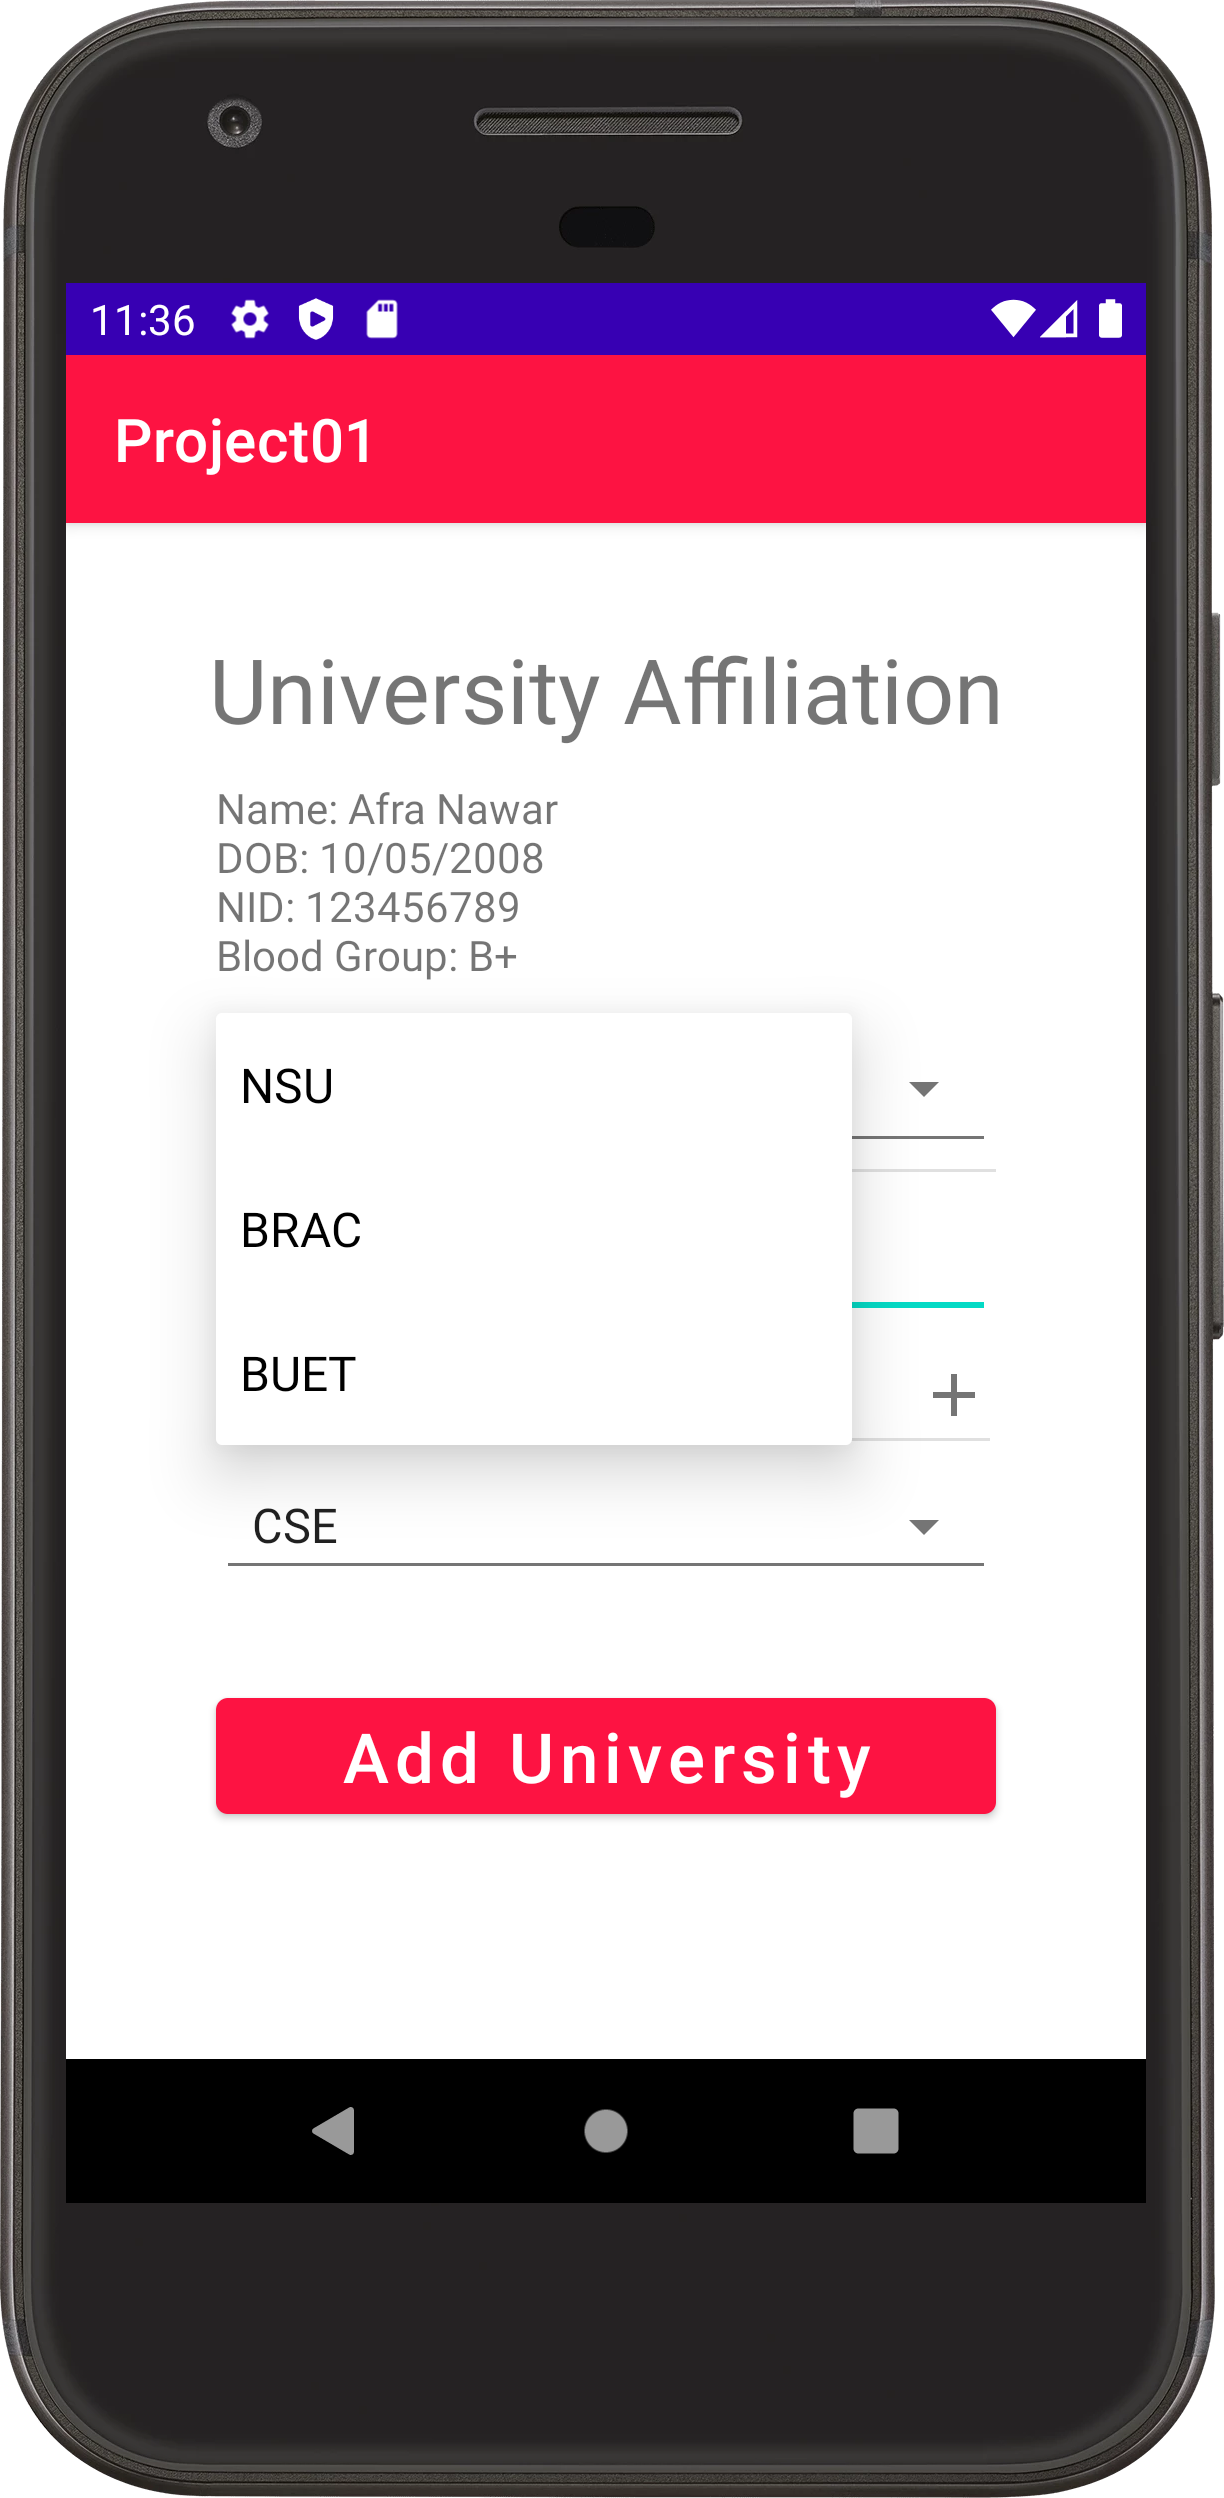 11:36
Project01
University Affiliation
Name: Afra Nawar
DOB: 10/05/2008
NID: 123456789
Blood Group: B+
NSU
BRAC
BUET
CSE
Add University